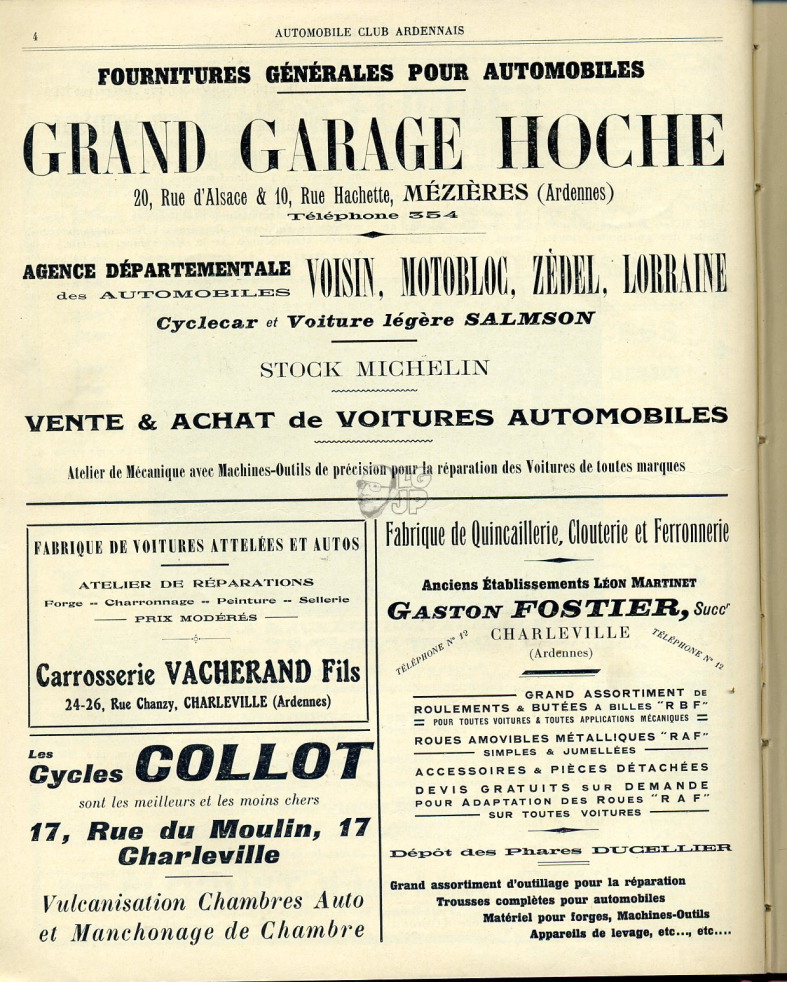 4
AUTOMOBILE CLUB ARDENNAIS
FOURNITURES GÉNÉRALES POUR AUTOMOBILES
GRAND GARAGE HOCHE
20, Rue d'Alsace & 10, Rue Hachette, MÉZIÈRES (Ardennes)
Téléphone 354
AGENCE DÉPARTEMENTALE
des AUTOMOBILES
VOISIN, MOTOBLOC, ZÈDEL, LORRAINE
Cyclecar et Voiture légère SALMSON
STOCK MICHELIN
VENTE & ACHAT de VOITURES AUTOMOBILES
Atelier de Mécanique avec Machines-Outils de précision pour la réparation des Voitures de toutes marques
LG
JP
FABRIQUE DE VOITURES ATTELÉES ET AUTOS
ATELIER DE RÉPARATIONS
Forge -- Charronnage -- Peinture -- Sellerie
PRIX MODÉRÉS
Carrosserie VACHERAND Fils
24-26, Rue Chanzy, CHARLEVILLE (Ardennes)
Les
Cycles COLLOT
sont les meilleurs et les moins chers
17, Rue du Moulin, 17
Charleville
Vulcanisation Chambres Auto
et Manchonage de Chambre
Fabrique de Quincaillerie, Clouterie et Ferronnerie
Anciens Établissements LÉON MARTINET
GASTON FOSTIER, Succr
TÉLÉPHONE N° 12
CHARLEVILLE
(Ardennes)
TÉLÉPHONE N° 12
GRAND ASSORTIMENT DE
ROULEMENTS & BUTÉES A BILLES "RBF"
POUR TOUTES VOITURES & TOUTES APPLICATIONS MÉCANIQUES
ROUES AMOVIBLES MÉTALLIQUES "RAF"
SIMPLES & JUMELLÉES
ACCESSOIRES & PIÈCES DÉTACHÉES
DEVIS GRATUITS SUR DEMANDE
POUR ADAPTATION DES ROUES "RAF"
SUR TOUTES VOITURES
Dépôt des Phares DUCELLIER
Grand assortiment d'outillage pour la réparation
Trousses complètes pour automobiles
Matériel pour forges, Machines-Outils
Appareils de levage, etc..., etc....